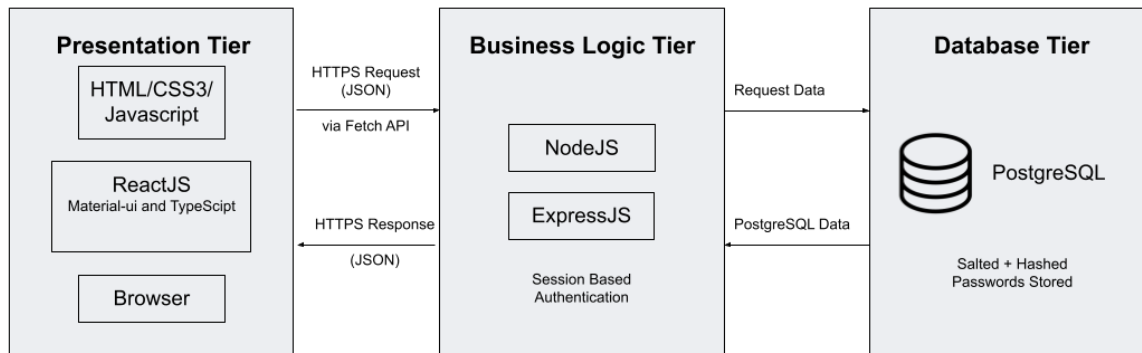 Presentation Tier
HTML/CSS3/
Javascript
ReactJS
Material-ui and TypeScipt
Browser
HTTPS Request
(JSON)
via Fetch API
HTTPS Response
(JSON)
Business Logic Tier
NodeJS
ExpressJS
Session Based
Authentication
Request Data
PostgreSQL Data
Database Tier
PostgreSQL
Salted + Hashed
Passwords Stored